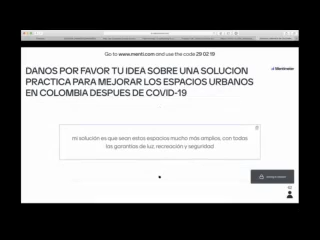 Go to www.menti.com and use the code 29 02 19
DANOS POR FAVOR TU IDEA SOBRE UNA SOLUCION
PRACTICA PARA MEJORAR LOS ESPACIOS URBANOS
EN COLOMBIA DESPUES DE COVID-19
Mentimeter
mi solución es que sean estos espacios mucho más amplios, con todas
las garantías de luz, recreación y seguridad